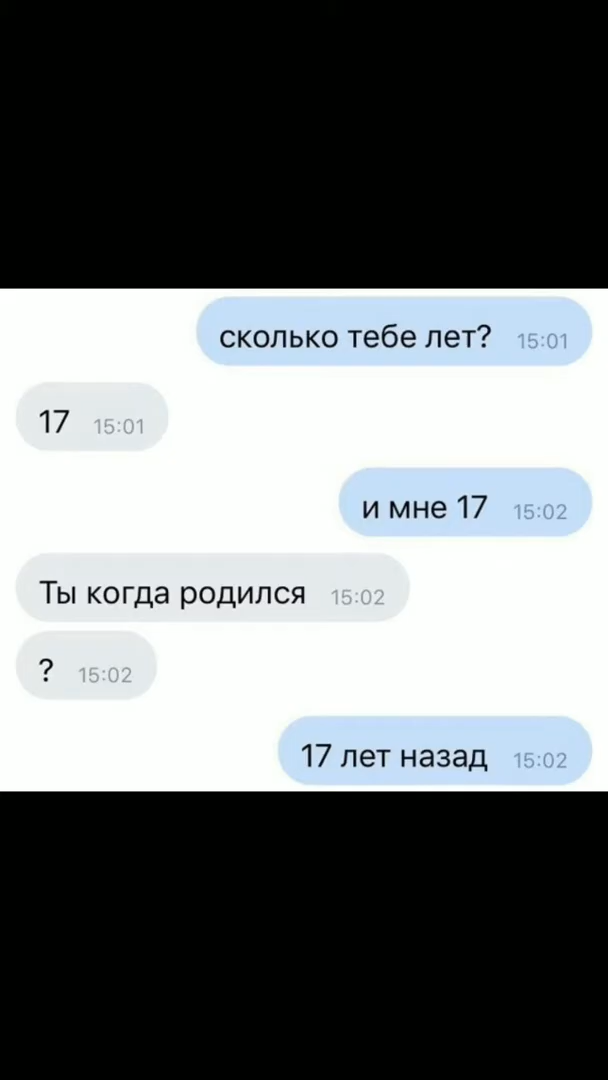 сколько тебе лет? 15:01
17 15:01
и мне 17 15:02
Ты когда родился 15:02
? 15:02
17 лет назад 15:02